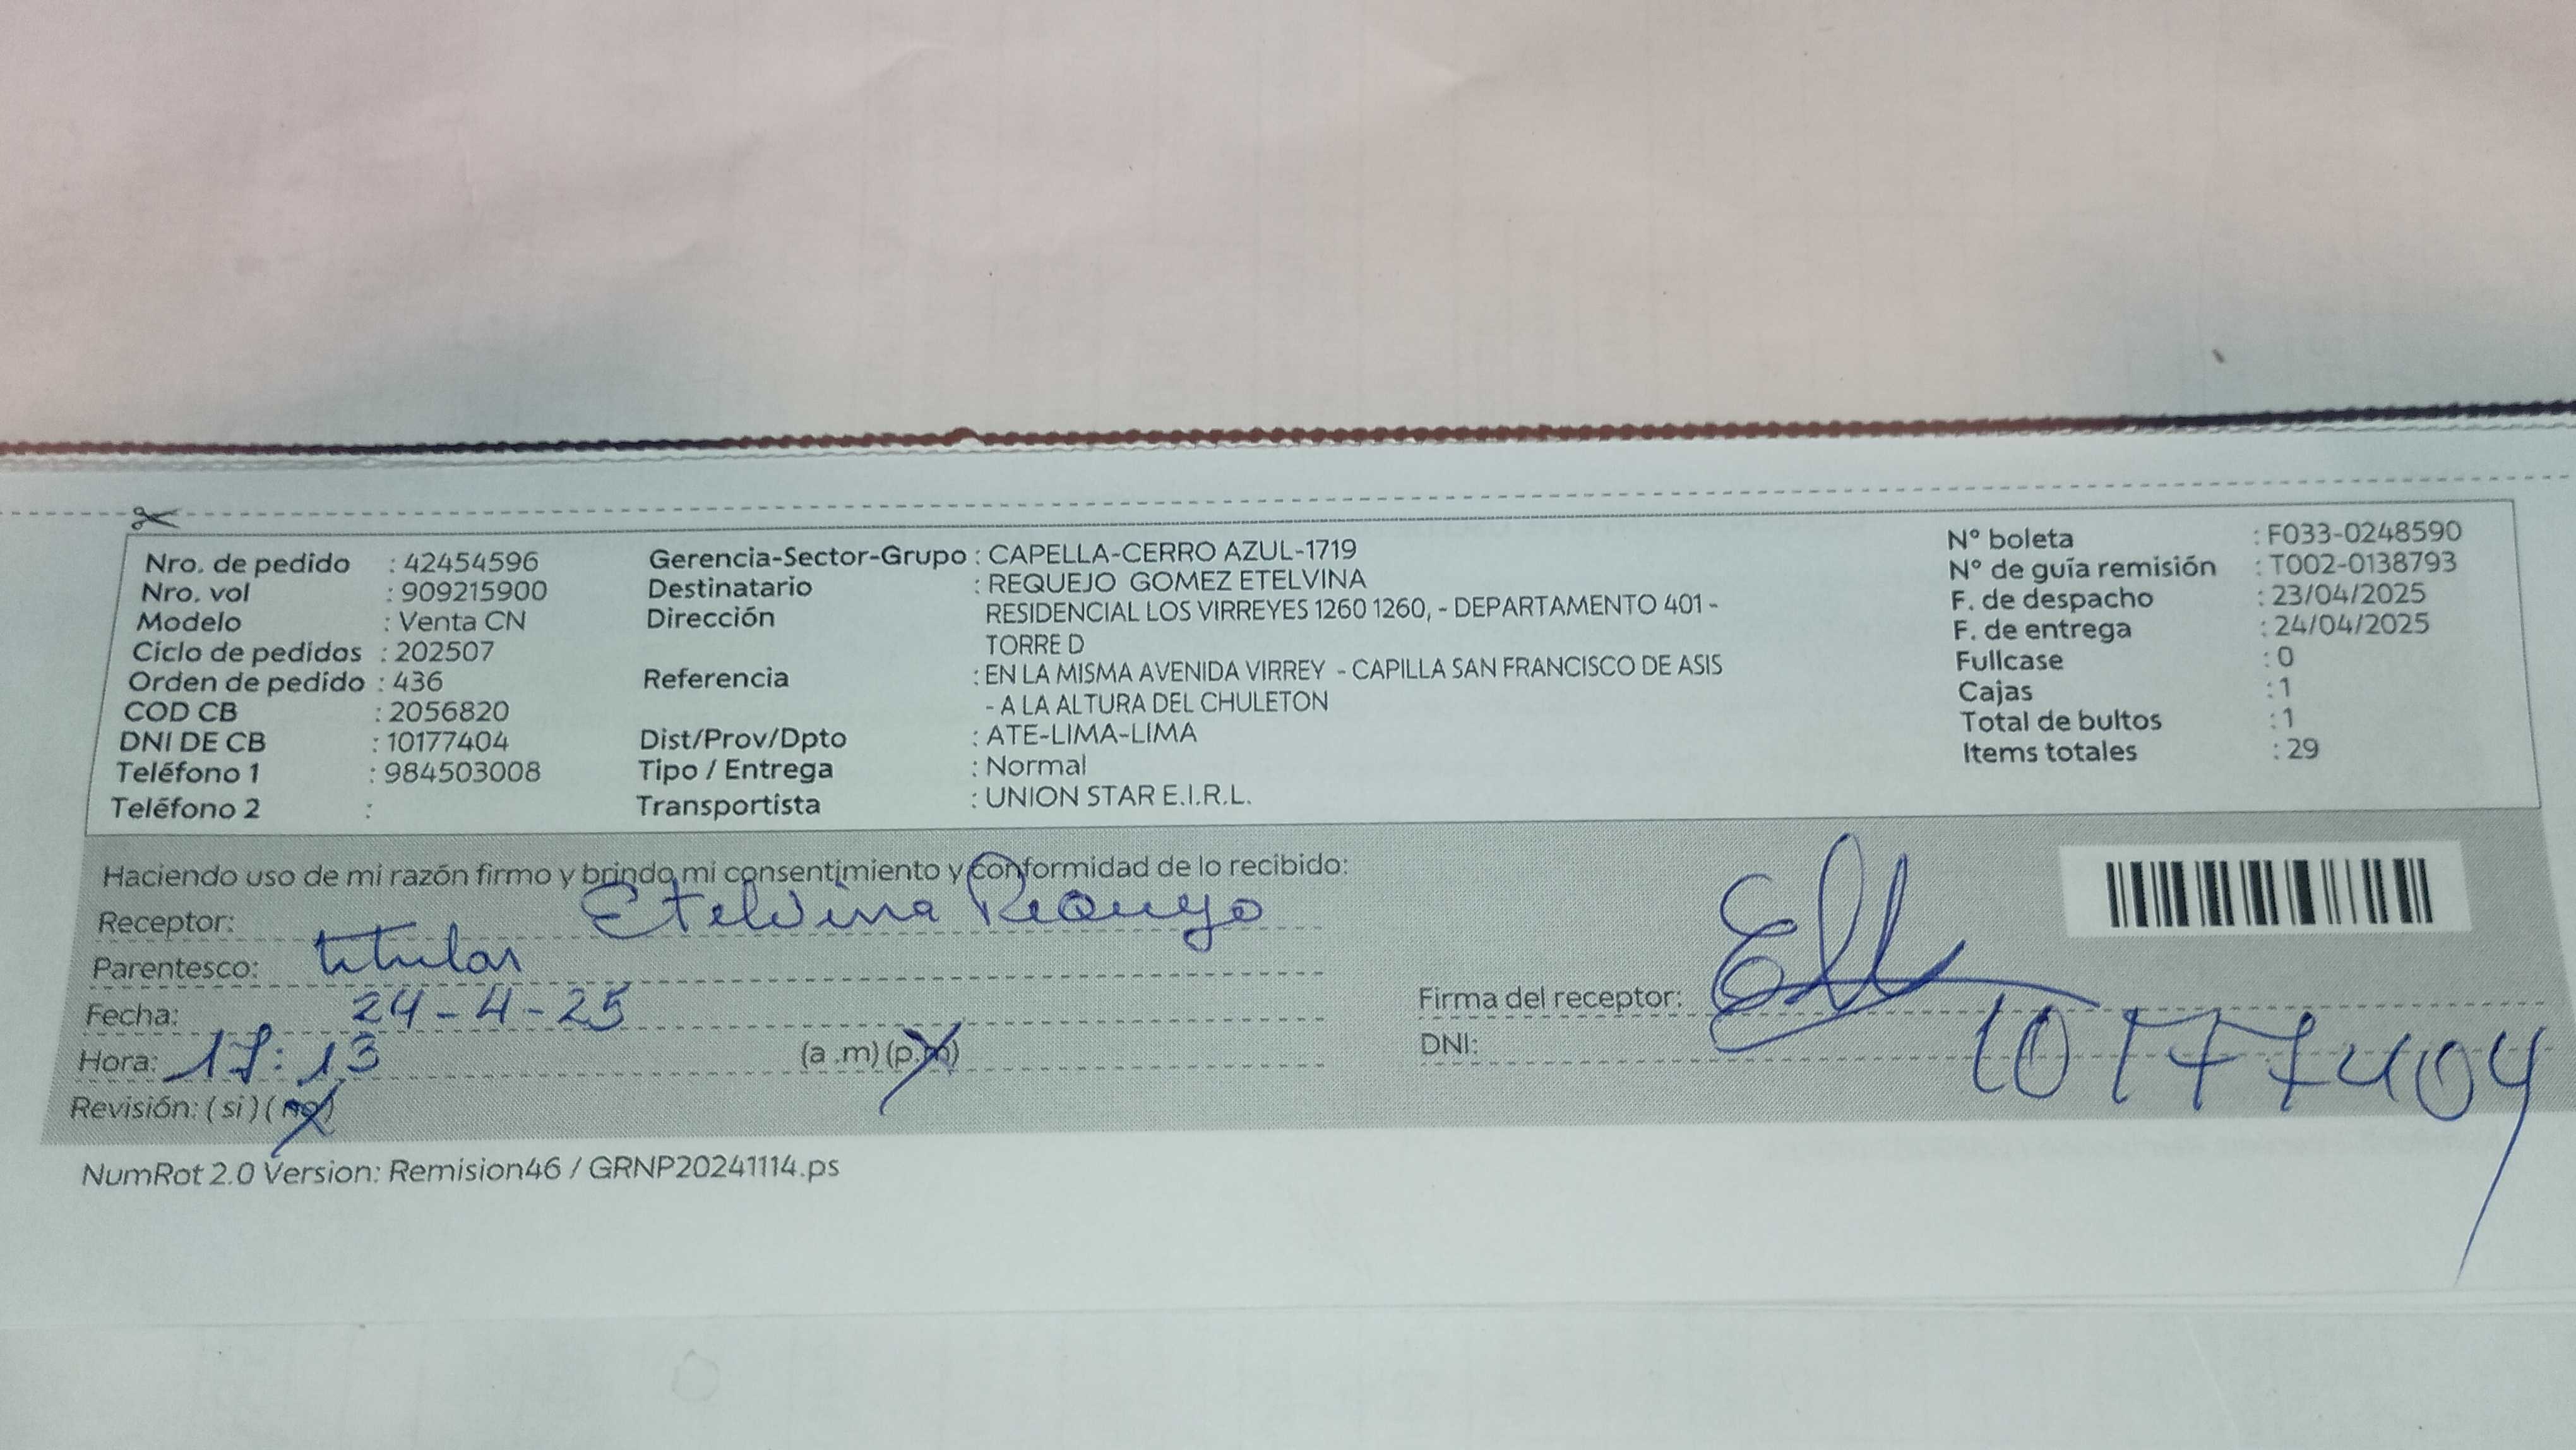 Nro. de pedido : 42454596
Nro. vol : 909215900
Modelo : Venta CN
Ciclo de pedidos : 202507
Orden de pedido : 436
COD CB : 2056820
DNI DE CB : 10177404
Teléfono 1 : 984503008
Teléfono 2 :
Gerencia-Sector-Grupo : CAPELLA-CERRO AZUL-1719
Destinatario : REQUEJO GOMEZ ETELVINA
Dirección RESIDENCIAL LOS VIRREYES 1260 1260, - DEPARTAMENTO 401 -
TORRE D
Referencia : EN LA MISMA AVENIDA VIRREY - CAPILLA SAN FRANCISCO DE ASIS
- A LA ALTURA DEL CHULETON
Dist/Prov/Dpto : ATE-LIMA-LIMA
Tipo / Entrega : Normal
Transportista : UNION STAR E.I.R.L.
N° boleta : F033-0248590
N° de guía remisión : T002-0138793
F. de despacho : 23/04/2025
F. de entrega : 24/04/2025
Fullcase : 0
Cajas : 1
Total de bultos : 1
Items totales : 29
Haciendo uso de mi razón firmo y brindo mi consentimiento y conformidad de lo recibido:
Receptor: Etelvina Requejo
Parentesco: titular
Fecha: 24-4-25
Hora: 17:13 (a .m) (p.m)
Revisión: ( si ) ( no )
Firma del receptor:
DNI: 10177404
NumRot 2.0 Version: Remision46 / GRNP20241114.ps